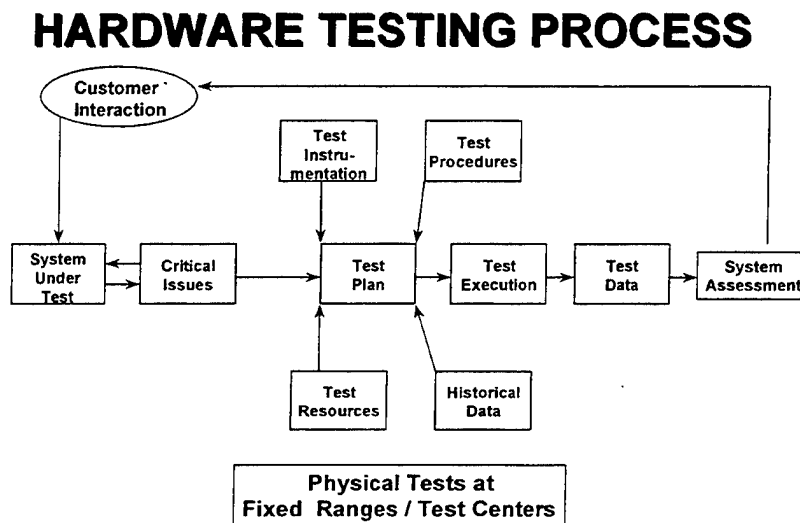 HARDWARE TESTING PROCESS
Customer
Interaction
Test
Instru-
mentation
Test
Procedures
System
Under
Test
Critical
Issues
Test
Plan
Test
Execution
Test
Data
System
Assessment
Test
Resources
Historical
Data
Physical Tests at
Fixed Ranges / Test Centers